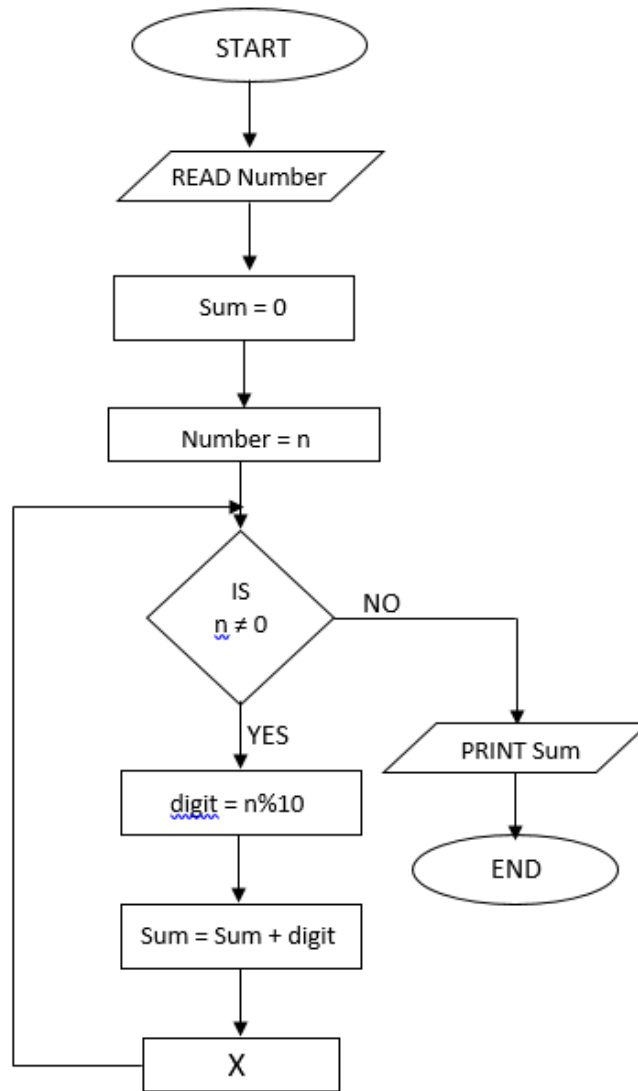 START
READ Number
Sum = 0
Number = n
IS
n ≠ 0
NO
YES
PRINT Sum
digit = n%10
END
Sum = Sum + digit
X